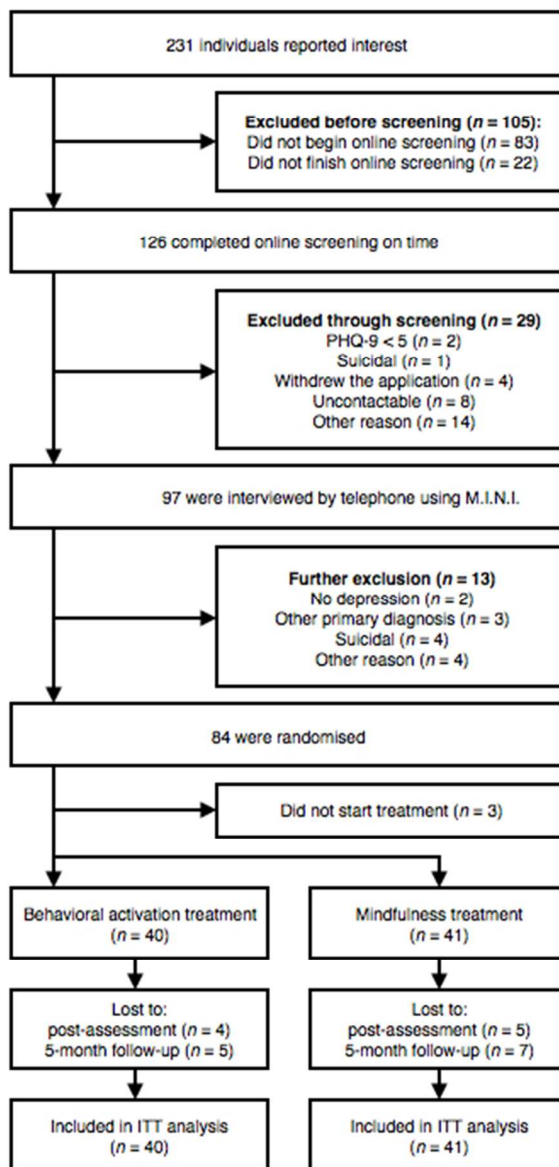 231 individuals reported interest
Excluded before screening (n = 105):
Did not begin online screening (n = 83)
Did not finish online screening (n = 22)
126 completed online screening on time
Excluded through screening (n = 29)
PHQ-9 < 5 (n = 2)
Suicidal (n = 1)
Withdrew the application (n = 4)
Uncontactable (n = 8)
Other reason (n = 14)
97 were interviewed by telephone using M.I.N.I.
Further exclusion (n = 13)
No depression (n = 2)
Other primary diagnosis (n = 3)
Suicidal (n = 4)
Other reason (n = 4)
84 were randomised
Did not start treatment (n = 3)
Behavioral activation treatment
(n = 40)
Mindfulness treatment
(n = 41)
Lost to:
post-assessment (n = 4)
5-month follow-up (n = 5)
Lost to:
post-assessment (n = 5)
5-month follow-up (n = 7)
Included in ITT analysis
(n = 40)
Included in ITT analysis
(n = 41)